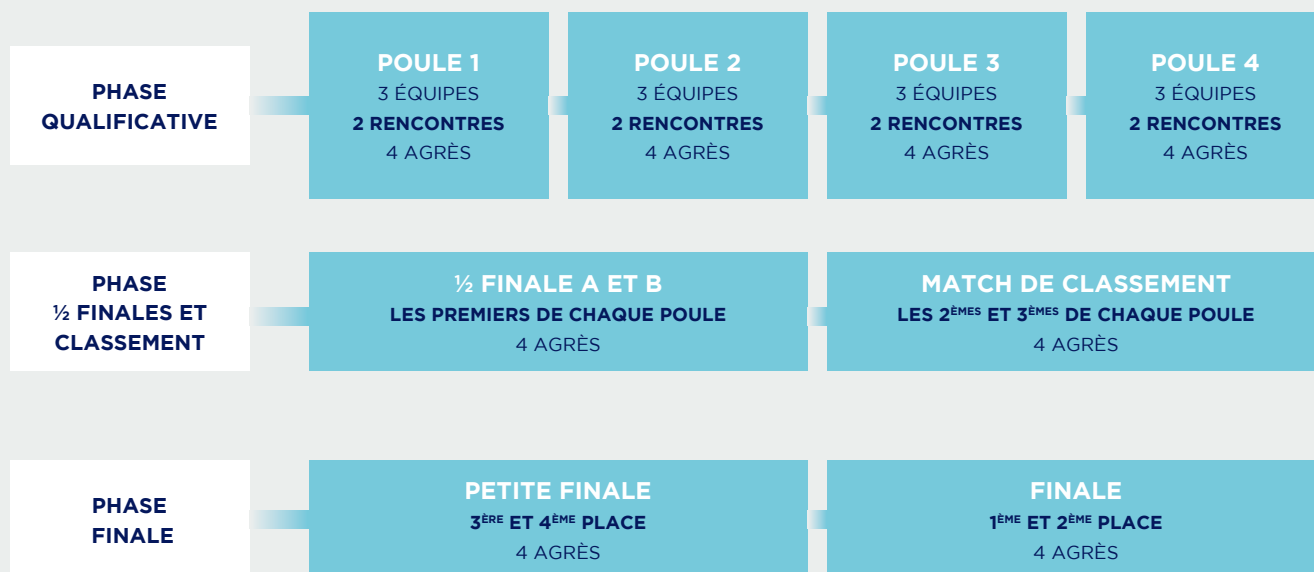 PHASE
QUALIFICATIVE
POULE 1
3 ÉQUIPES
2 RENCONTRES
4 AGRÈS
POULE 2
3 ÉQUIPES
2 RENCONTRES
4 AGRÈS
POULE 3
3 ÉQUIPES
2 RENCONTRES
4 AGRÈS
POULE 4
3 ÉQUIPES
2 RENCONTRES
4 AGRÈS
PHASE
½ FINALES ET
CLASSEMENT
½ FINALE A ET B
LES PREMIERS DE CHAQUE POULE
4 AGRÈS
MATCH DE CLASSEMENT
LES 2ÈMES ET 3ÈMES DE CHAQUE POULE
4 AGRÈS
PHASE
FINALE
PETITE FINALE
3ÈRE ET 4ÈME PLACE
4 AGRÈS
FINALE
1ÈME ET 2ÈME PLACE
4 AGRÈS